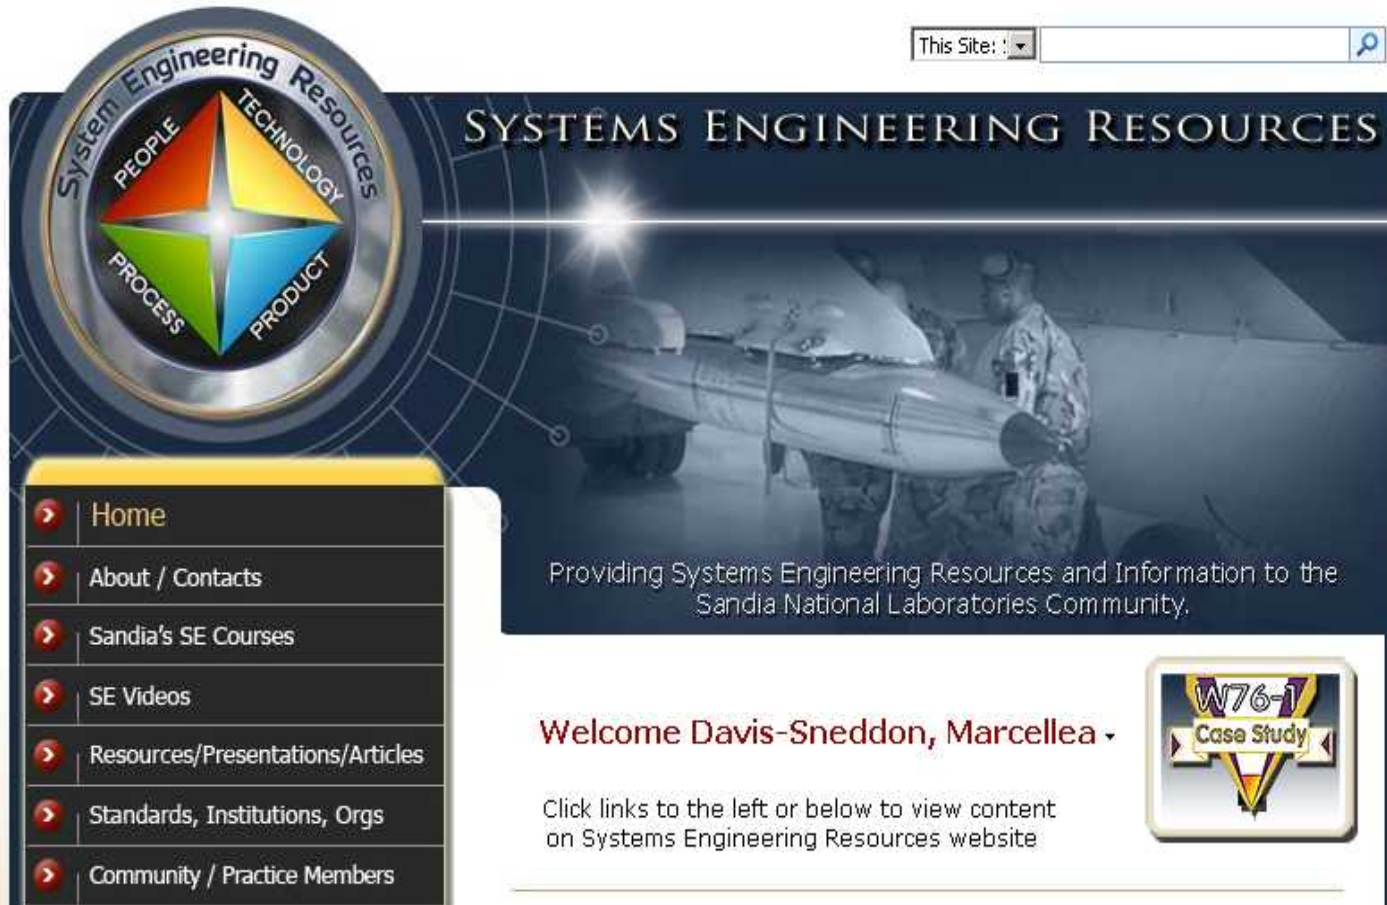 This Site: S
System Engineering Resources
PEOPLE
TECHNOLOGY
PROCESS
PRODUCT
SYSTEMS ENGINEERING RESOURCES
Providing Systems Engineering Resources and Information to the
Sandia National Laboratories Community.
Home
About / Contacts
Sandia's SE Courses
SE Videos
Resources/Presentations/Articles
Standards, Institutions, Orgs
Community / Practice Members
Welcome Davis-Sneddon, Marcellea
Click links to the left or below to view content
on Systems Engineering Resources website
W76-1
Case Study